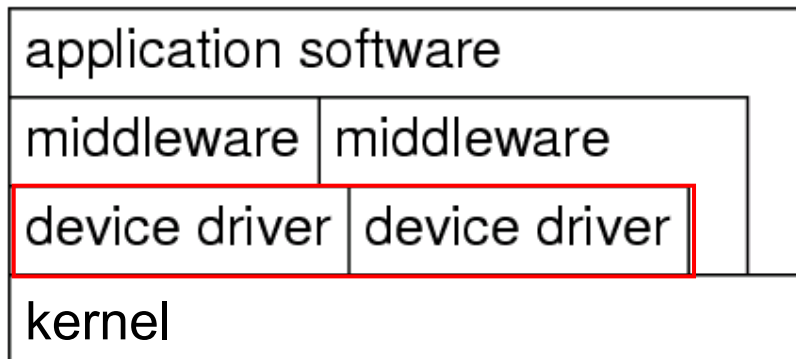 application software
middleware middleware
device driver device driver
kernel